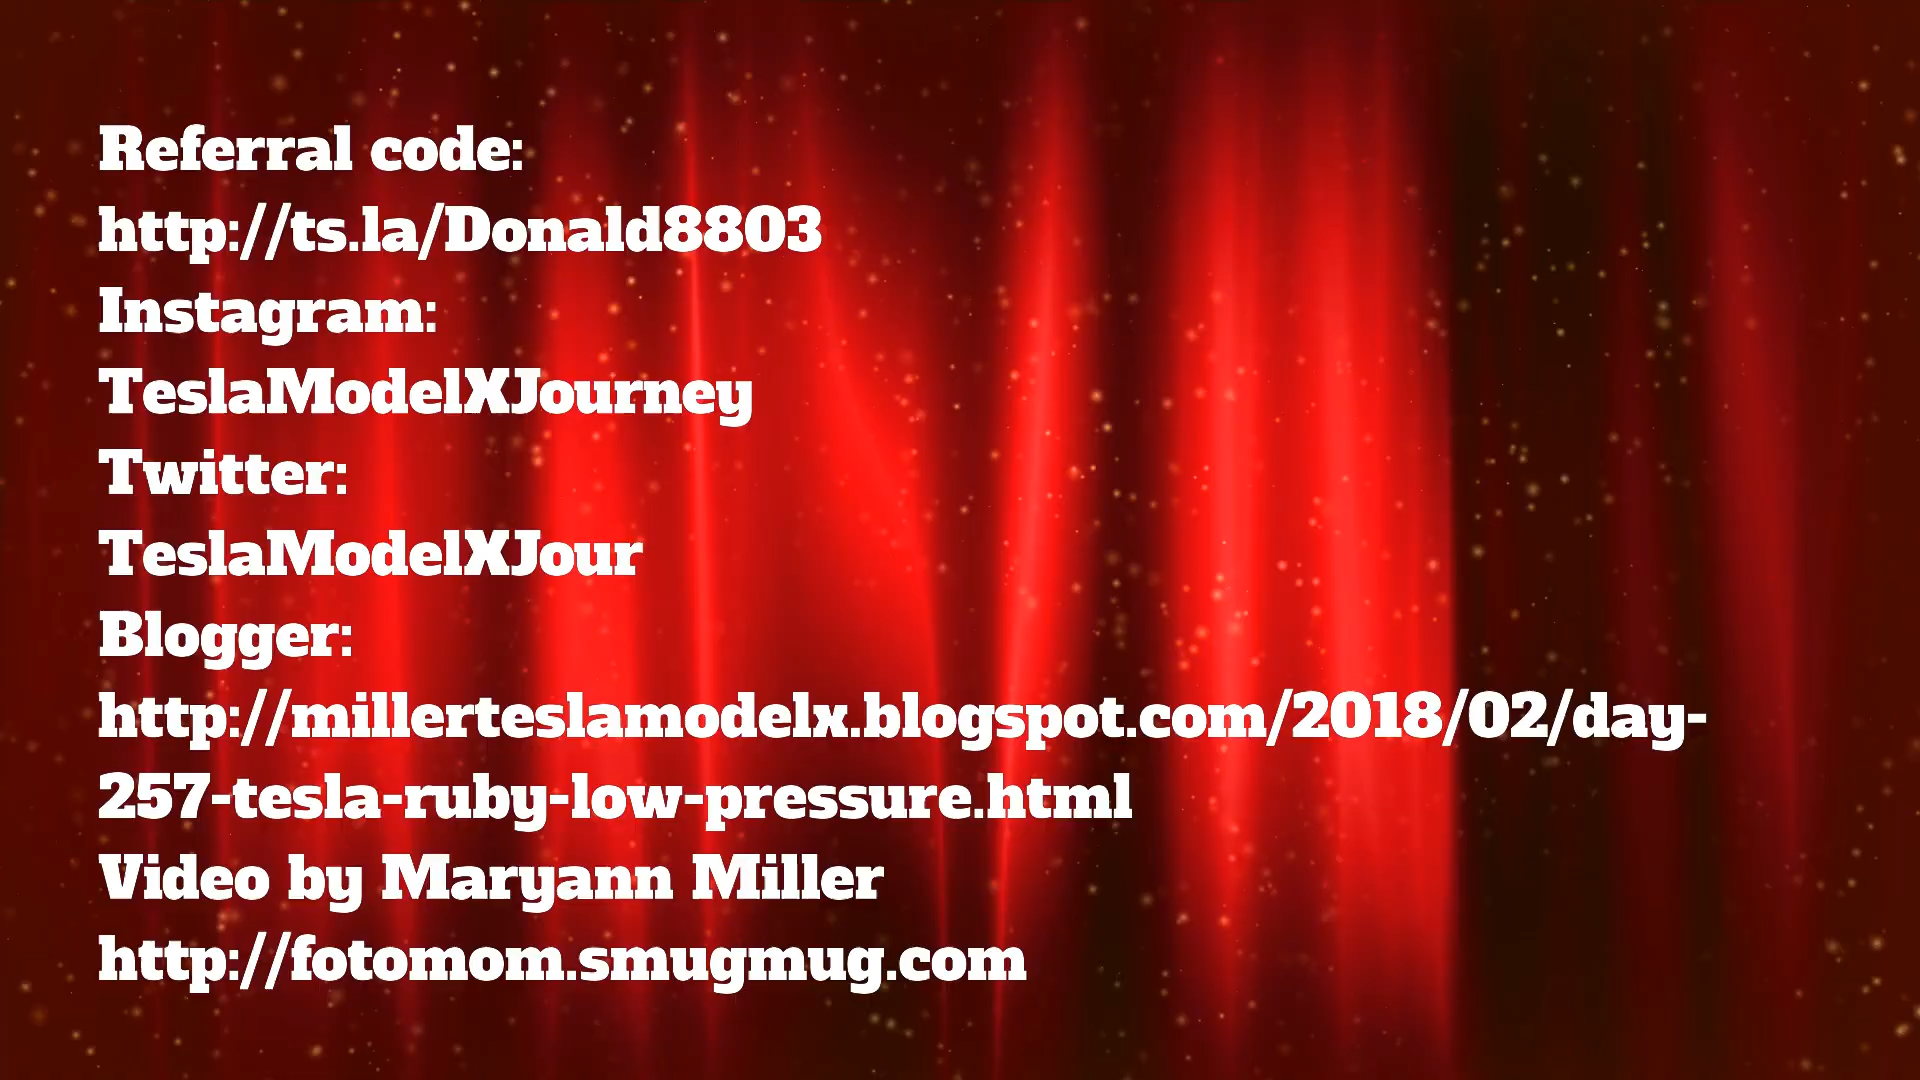 Referral code:
http://ts.la/Donald8803
Instagram:
TeslaModelXJourney
Twitter:
TeslaModelXJour
Blogger:
http://millerteslamodelx.blogspot.com/2018/02/day-
257-tesla-ruby-low-pressure.html
Video by Maryann Miller
http://fotomom.smugmug.com